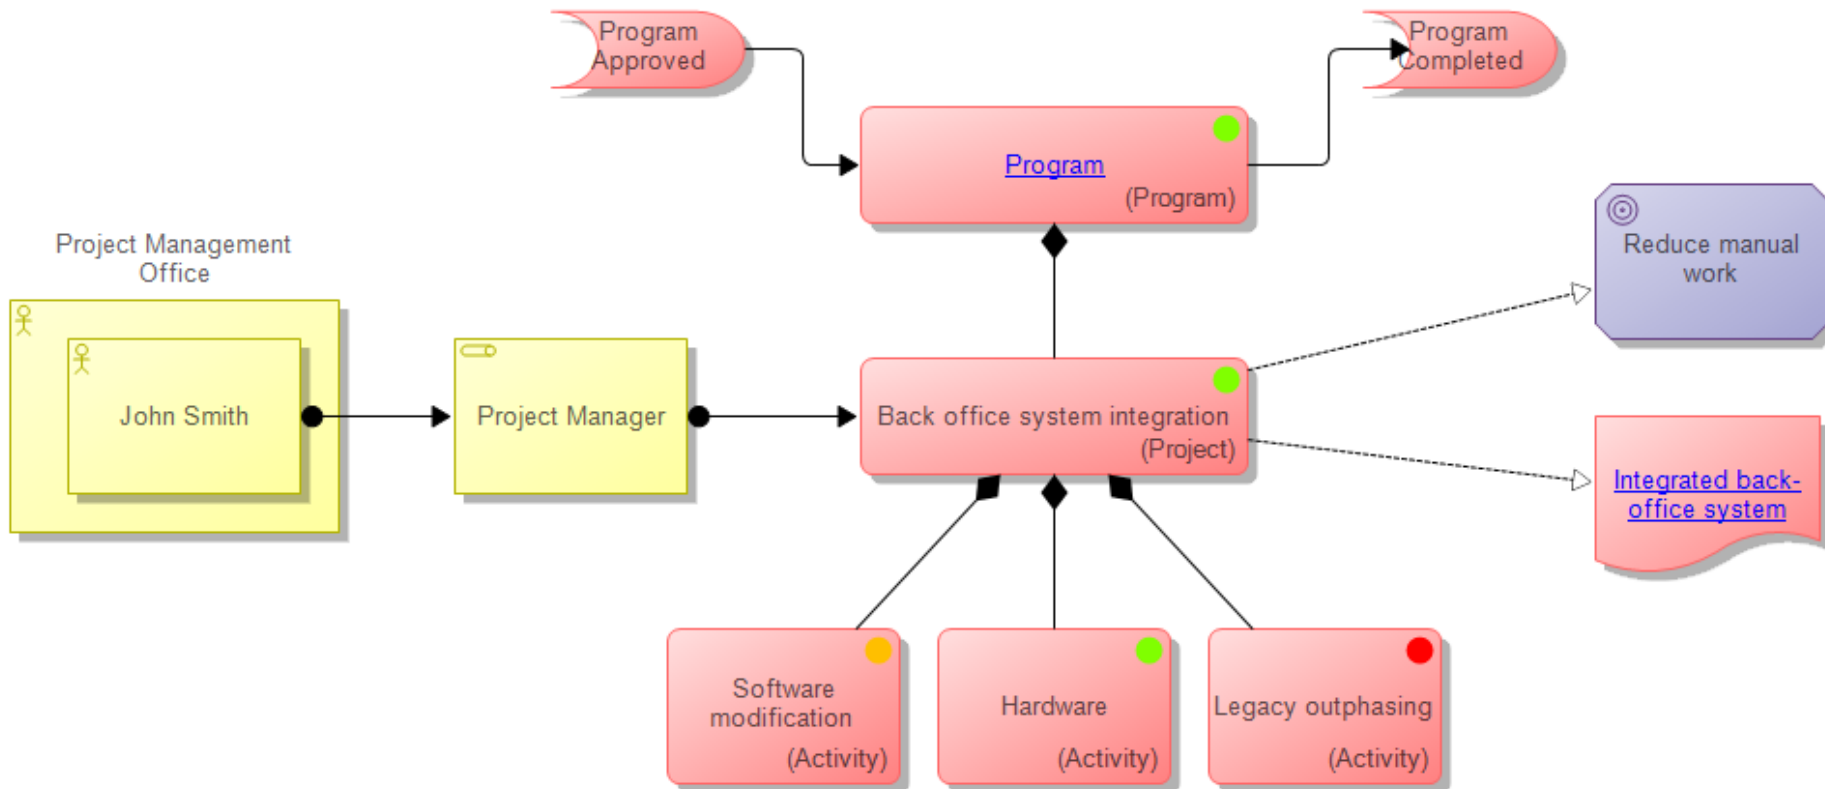 Program
Approved
Program
Completed
Program
(Program)
Project Management
Office
Reduce manual
work
John Smith
Project Manager
Back office system integration
(Project)
Integrated back-
office system
Software
modification
(Activity)
Hardware
(Activity)
Legacy outphasing
(Activity)